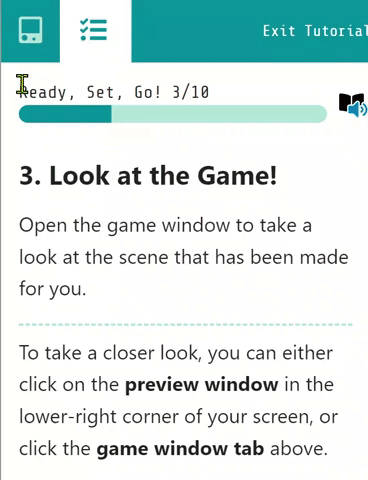 Exit Tutorial
Ready, Set, Go! 3/10
3. Look at the Game!
Open the game window to take a
look at the scene that has been made
for you.
To take a closer look, you can either
click on the preview window in the
lower-right corner of your screen, or
click the game window tab above.